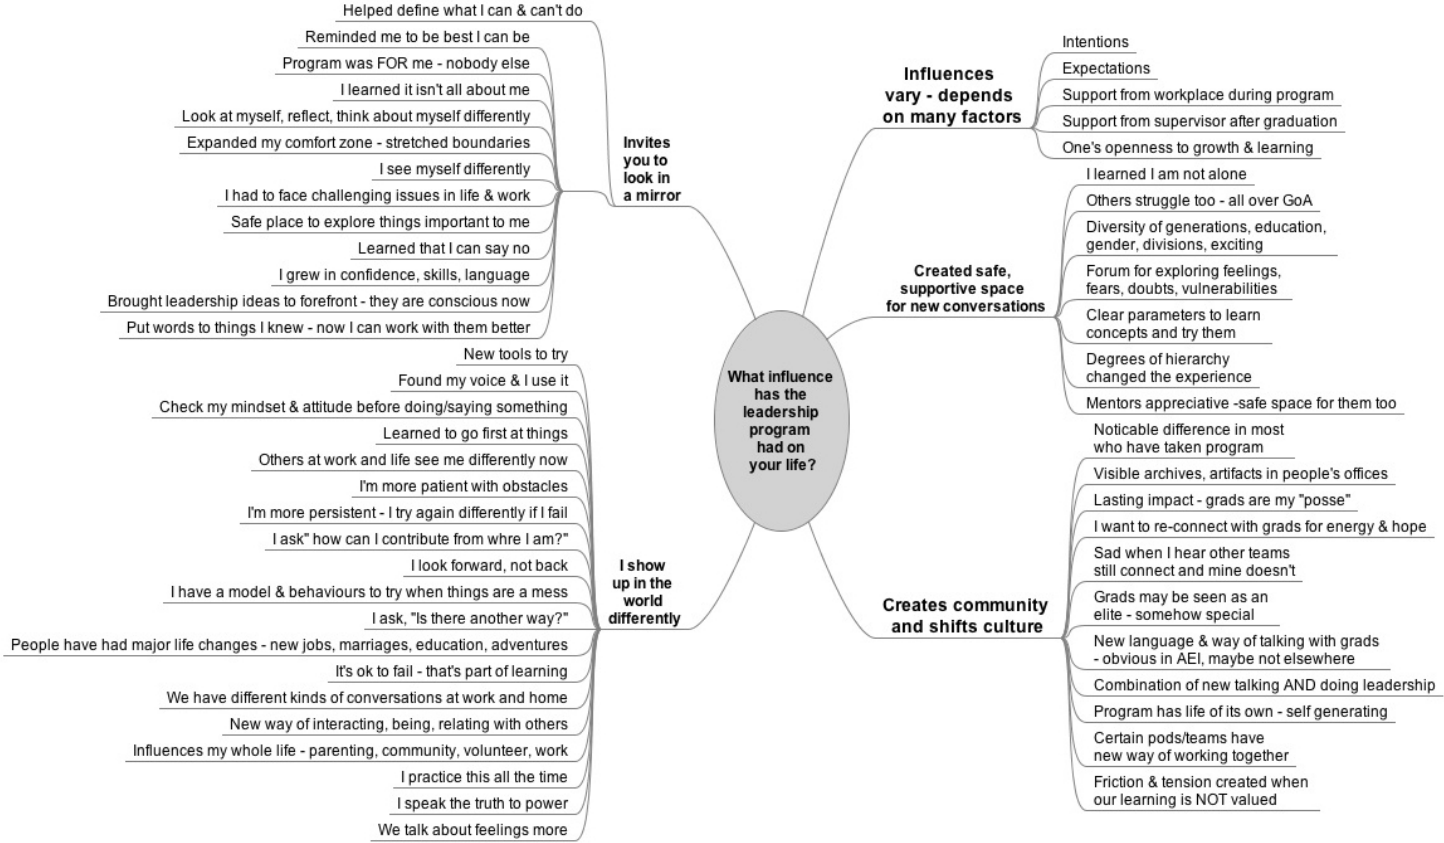 What influence
has the
leadership
program
had on
your life?
Influences
vary - depends
on many factors
Intentions
Expectations
Support from workplace during program
Support from supervisor after graduation
One's openness to growth & learning
Created safe,
supportive space
for new conversations
I learned I am not alone
Others struggle too - all over GoA
Diversity of generations, education,
gender, divisions, exciting
Forum for exploring feelings,
fears, doubts, vulnerabilities
Clear parameters to learn
concepts and try them
Degrees of hierarchy
changed the experience
Mentors appreciative -safe space for them too
Creates community
and shifts culture
Noticable difference in most
who have taken program
Visible archives, artifacts in people's offices
Lasting impact - grads are my "posse"
I want to re-connect with grads for energy & hope
Sad when I hear other teams
still connect and mine doesn't
Grads may be seen as an
elite - somehow special
New language & way of talking with grads
- obvious in AEI, maybe not elsewhere
Combination of new talking AND doing leadership
Program has life of its own - self generating
Certain pods/teams have
new way of working together
Friction & tension created when
our learning is NOT valued
Invites
you to
look in
a mirror
Helped define what I can & can't do
Reminded me to be best I can be
Program was FOR me - nobody else
I learned it isn't all about me
Look at myself, reflect, think about myself differently
Expanded my comfort zone - stretched boundaries
I see myself differently
I had to face challenging issues in life & work
Safe place to explore things important to me
Learned that I can say no
I grew in confidence, skills, language
Brought leadership ideas to forefront - they are conscious now
Put words to things I knew - now I can work with them better
I show
up in the
world
differently
New tools to try
Found my voice & I use it
Check my mindset & attitude before doing/saying something
Learned to go first at things
Others at work and life see me differently now
I'm more patient with obstacles
I'm more persistent - I try again differently if I fail
I ask" how can I contribute from whre I am?"
I look forward, not back
I have a model & behaviours to try when things are a mess
I ask, "Is there another way?"
People have had major life changes - new jobs, marriages, education, adventures
It's ok to fail - that's part of learning
We have different kinds of conversations at work and home
New way of interacting, being, relating with others
Influences my whole life - parenting, community, volunteer, work
I practice this all the time
I speak the truth to power
We talk about feelings more